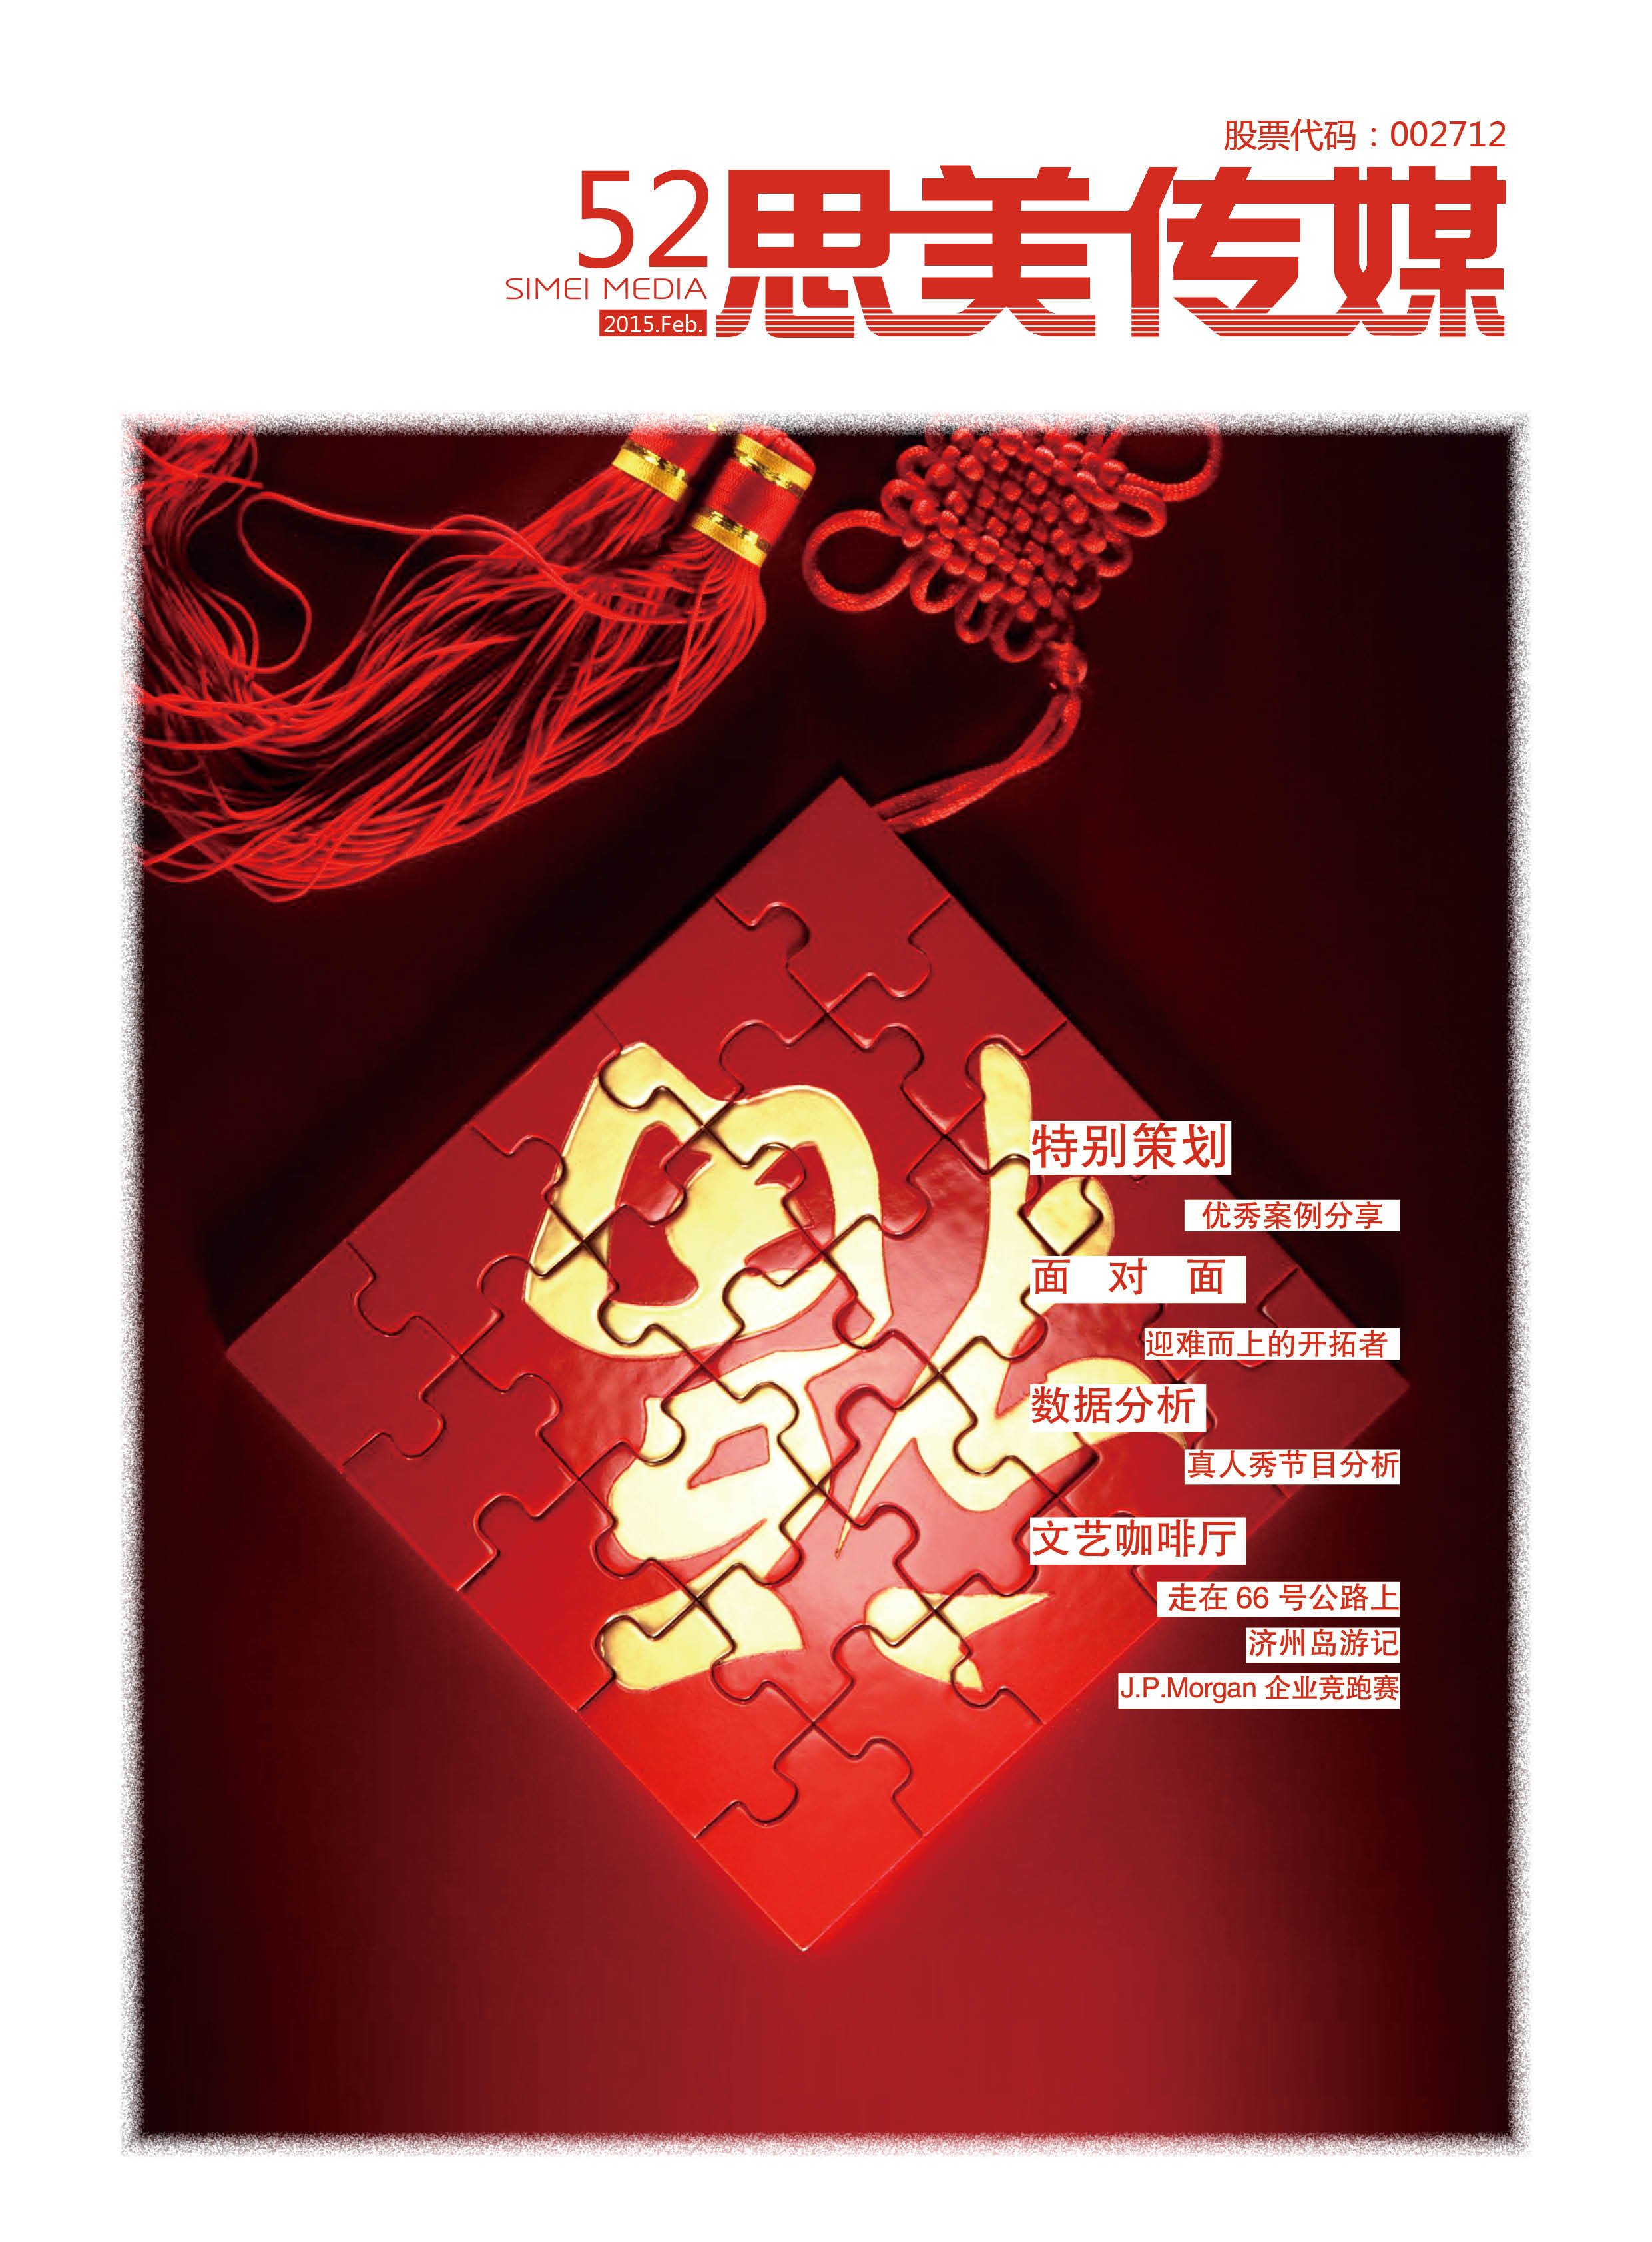 股票代码：002712
52
思美传媒
SIMEI MEDIA
2015.Feb.
福
特别策划
优秀案例分享
面 对 面
迎难而上的开拓者
数据分析
真人秀节目分析
文艺咖啡厅
走在 66 号公路上
济州岛游记
J.P.Morgan 企业竞跑赛